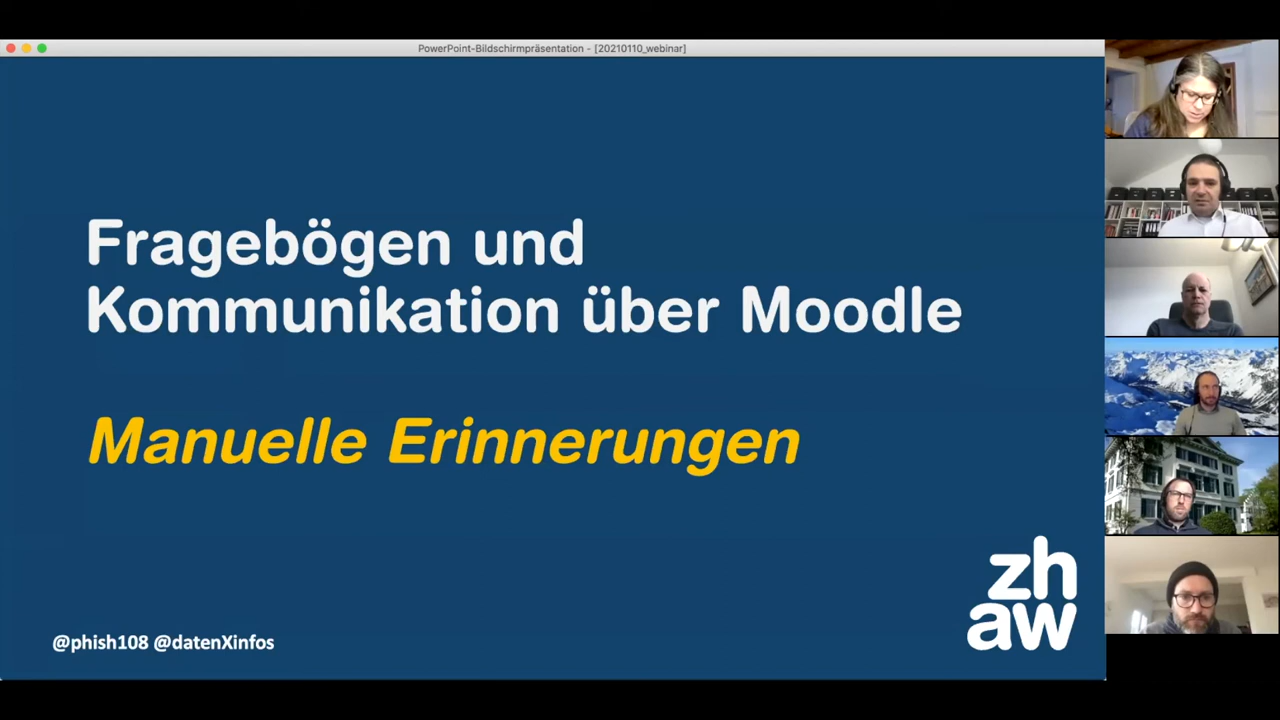 PowerPoint-Bildschirmpräsentation - [20210110_webinar]
Fragebögen und
Kommunikation über Moodle
Manuelle Erinnerungen
@phish108 @datenXinfos
zh
aw